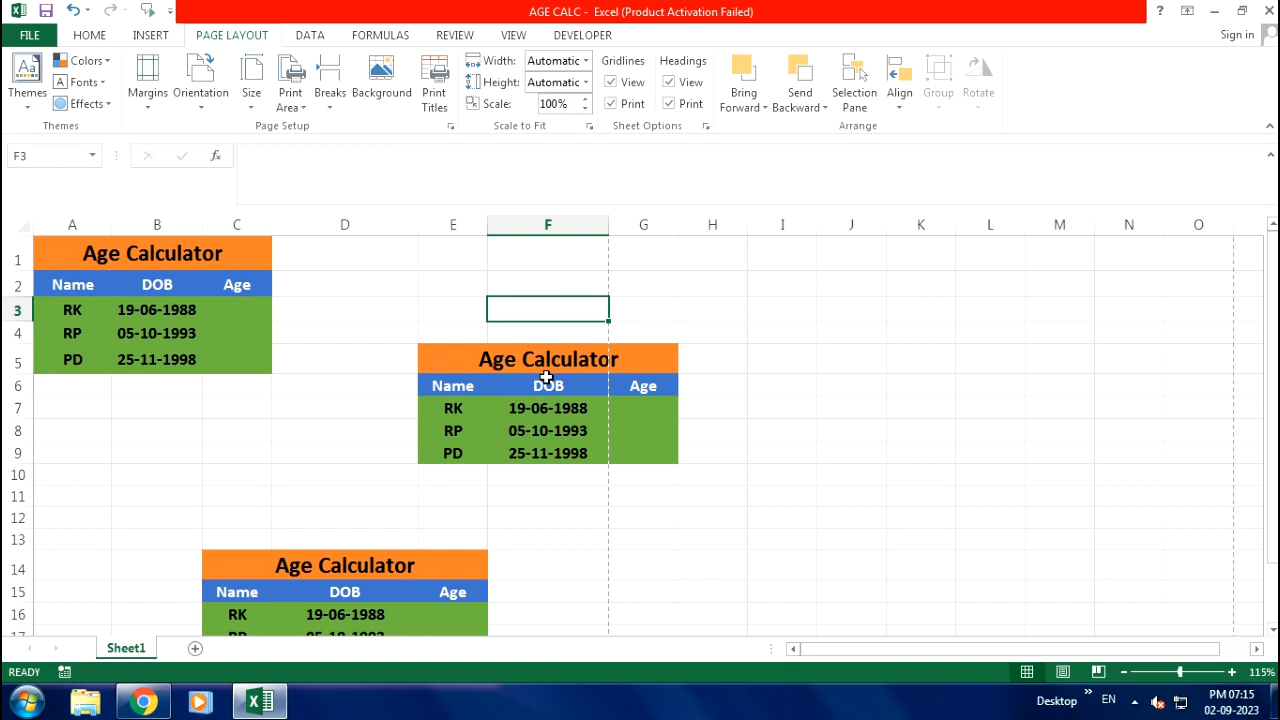 AGE CALC - Excel (Product Activation Failed)
FILE HOME INSERT PAGE LAYOUT DATA FORMULAS REVIEW VIEW DEVELOPER Sign in
Themes Colors Fonts Effects
Themes
Margins Orientation Size Print Area Breaks Background Print Titles
Page Setup
Width: Automatic
Height: Automatic
Scale: 100%
Scale to Fit
Gridlines Headings
View View
Print Print
Sheet Options
Bring Forward Send Backward Selection Pane Align Group Rotate
Arrange
F3 fx
A B C D E F G H I J K L M N O
1 Age Calculator
2 Name DOB Age
3 RK 19-06-1988
4 RP 05-10-1993
5 PD 25-11-1998 Age Calculator
6 Name DOB Age
7 RK 19-06-1988
8 RP 05-10-1993
9 PD 25-11-1998
10
11
12
13
14 Age Calculator
15 Name DOB Age
16 RK 19-06-1988
17 RP 05-10-1993
Sheet1
READY 115%
Desktop EN PM 07:15
02-09-2023